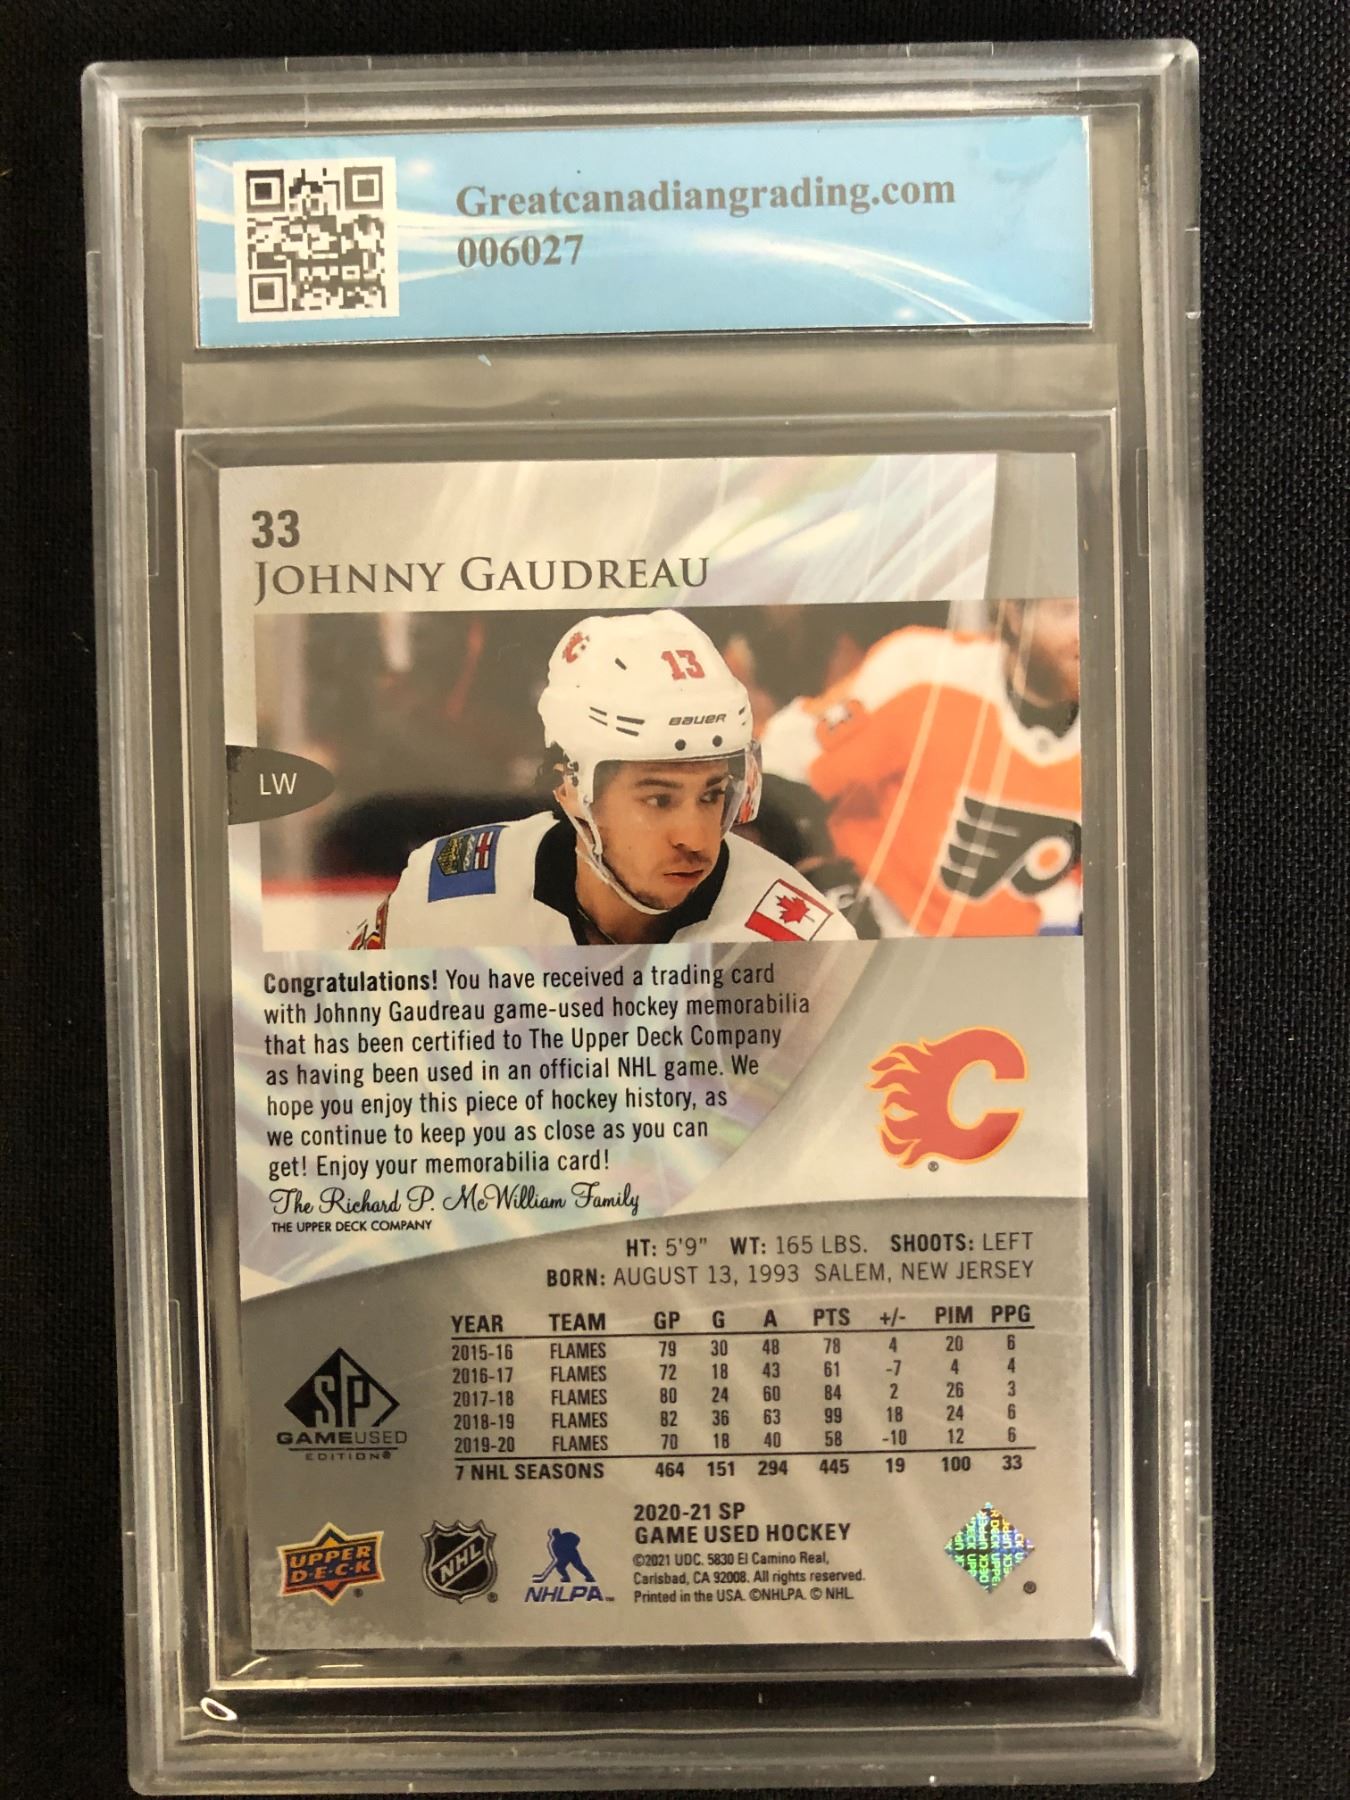 Greatcanadiangrading.com
006027
33
JOHNNY GAUDREAU
13
BAUER
LW
Congratulations! You have received a trading card
with Johnny Gaudreau game-used hockey memorabilia
that has been certified to The Upper Deck Company
as having been used in an official NHL game. We
hope you enjoy this piece of hockey history, as
we continue to keep you as close as you can
get! Enjoy your memorabilia card!
The Richard P. McWilliam Family
THE UPPER DECK COMPANY
HT: 5'9" WT: 165 LBS. SHOOTS: LEFT
BORN: AUGUST 13, 1993 SALEM, NEW JERSEY
YEAR TEAM GP G A PTS +/- PIM PPG
2015-16 FLAMES 79 30 48 78 4 20 6
2016-17 FLAMES 72 18 43 61 -7 4 4
2017-18 FLAMES 80 24 60 84 2 26 3
2018-19 FLAMES 82 36 63 99 18 24 6
2019-20 FLAMES 70 18 40 58 -10 12 6
7 NHL SEASONS 464 151 294 445 19 100 33
SP
GAMEUSED
EDITION®
2020-21 SP
GAME USED HOCKEY
©2021 UDC. 5830 El Camino Real,
Carlsbad, CA 92008. All rights reserved.
Printed in the USA. ©NHLPA. © NHL.
UPPER
D·E·C·K
®
NHL
®
NHLPA™
®